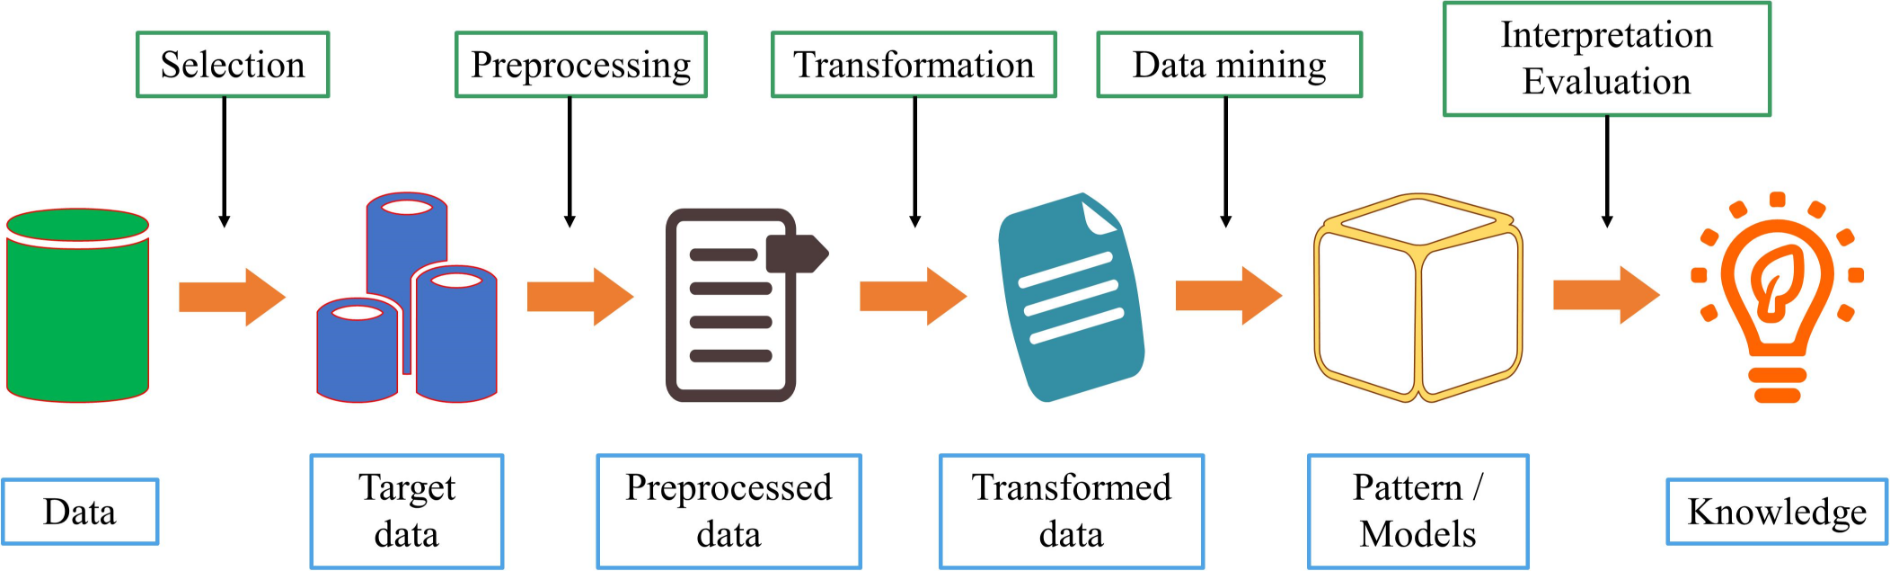 Selection
Preprocessing
Transformation
Data mining
Interpretation
Evaluation
Data
Target
data
Preprocessed
data
Transformed
data
Pattern /
Models
Knowledge